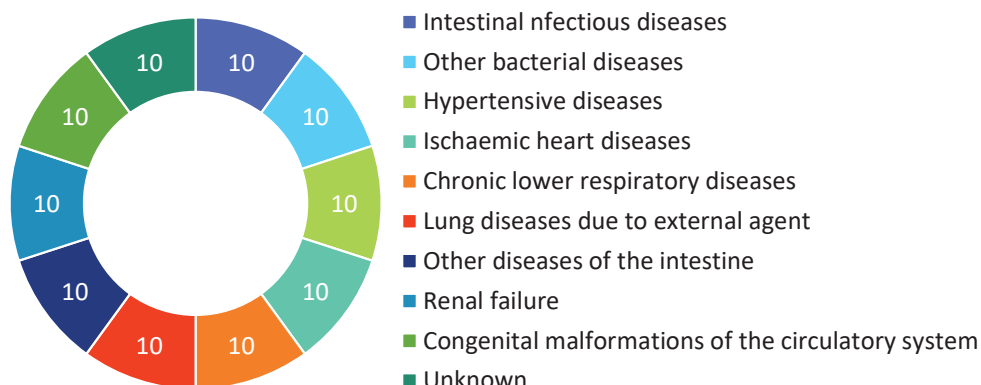 Intestinal nfectious diseases
Other bacterial diseases
Hypertensive diseases
Ischaemic heart diseases
Chronic lower respiratory diseases
Lung diseases due to external agent
Other diseases of the intestine
Renal failure
Congenital malformations of the circulatory system
Unknown
10
10
10
10
10
10
10
10
10
10